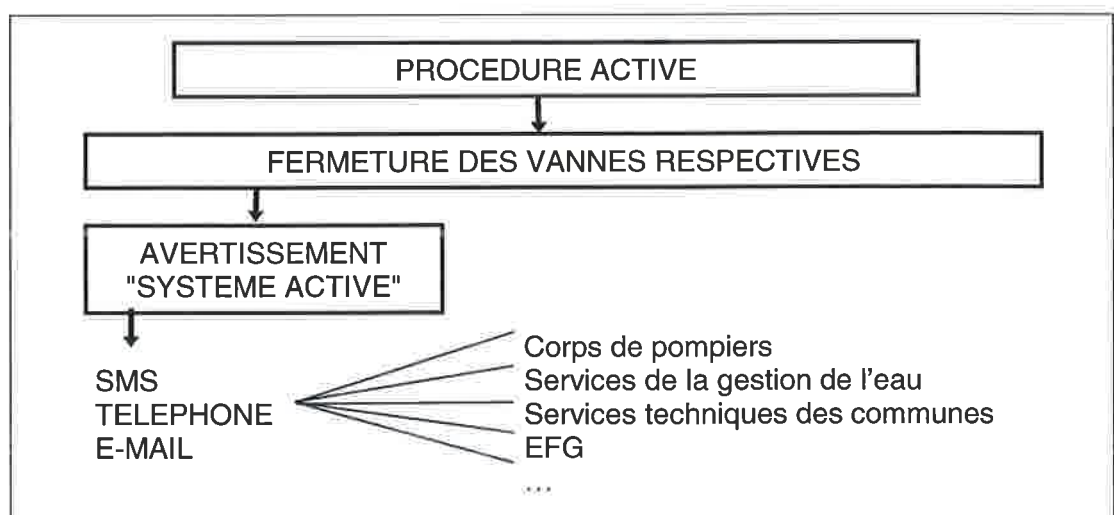 PROCEDURE ACTIVE
FERMETURE DES VANNES RESPECTIVES
AVERTISSEMENT
"SYSTEME ACTIVE"
SMS
TELEPHONE
E-MAIL
Corps de pompiers
Services de la gestion de l'eau
Services techniques des communes
EFG
...